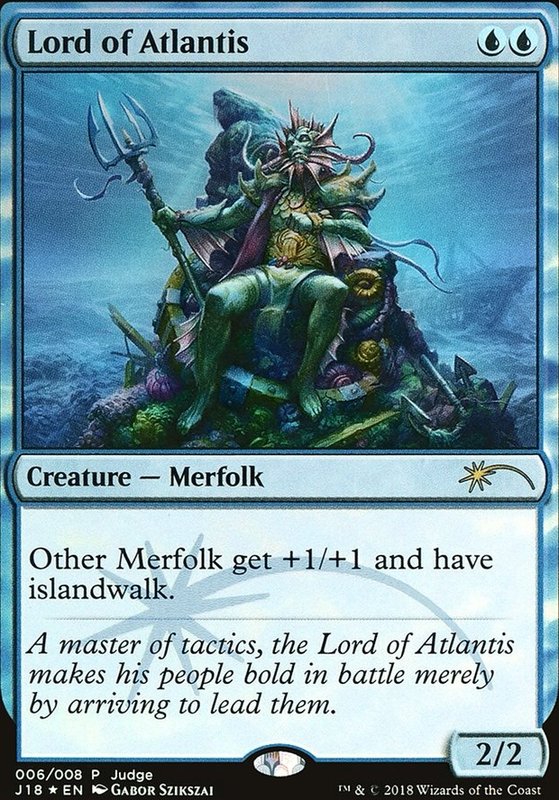 Lord of Atlantis
Creature — Merfolk
Other Merfolk get +1/+1 and have
islandwalk.
A master of tactics, the Lord of Atlantis
makes his people bold in battle merely
by arriving to lead them.
2/2
006/008 P Judge
J18 ★ EN Gabor Szikszai
™ & © 2018 Wizards of the Coast